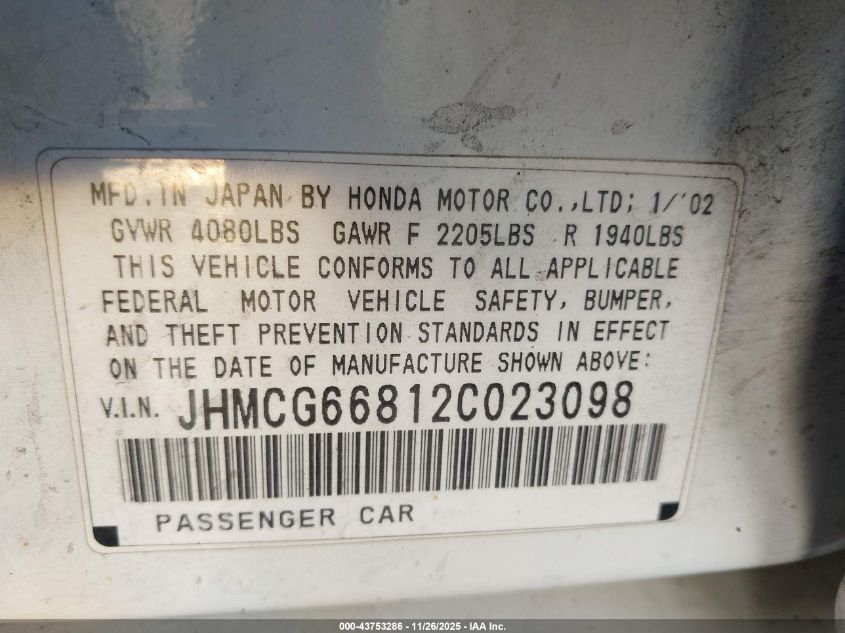 MFD. IN JAPAN BY HONDA MOTOR CO., LTD; 1/'02
GVWR 4080LBS GAWR F 2205LBS R 1940LBS
THIS VEHICLE CONFORMS TO ALL APPLICABLE
FEDERAL MOTOR VEHICLE SAFETY, BUMPER,
AND THEFT PREVENTION STANDARDS IN EFFECT
ON THE DATE OF MANUFACTURE SHOWN ABOVE:
V.I.N. JHMCG66812C023098
PASSENGER CAR
000-43753286 - 11/26/2025 - IAA Inc.